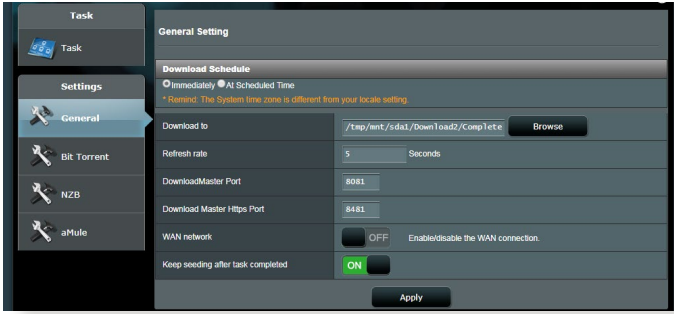 Task
Task
Settings
General
Bit Torrent
NZB
aMule
General Setting
Download Schedule
Immediately At Scheduled Time
* Remind: The System time zone is different from your locale setting.
Download to /tmp/mnt/sda1/Download2/Complete Browse
Refresh rate 5 Seconds
DownloadMaster Port 8081
Download Master Https Port 8481
WAN network OFF Enable/disable the WAN connection.
Keep seeding after task completed ON
Apply